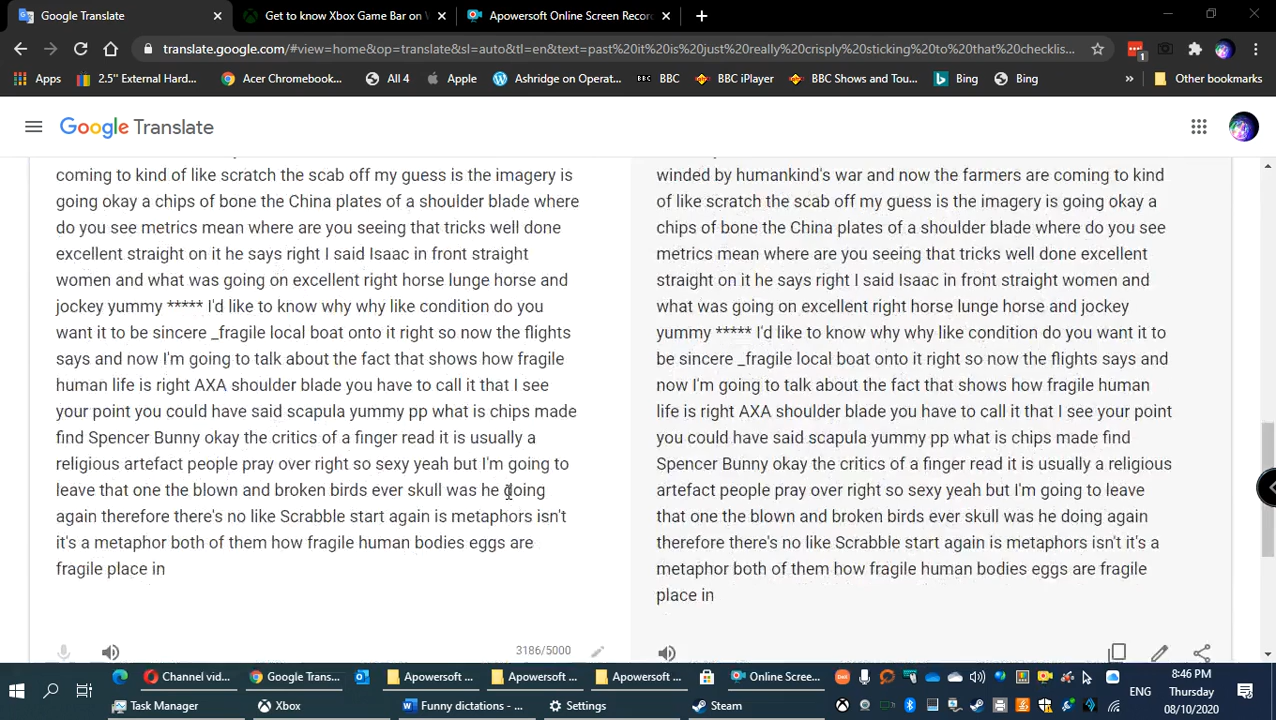 Google Translate
Get to know Xbox Game Bar on W
Apowersoft Online Screen Record
translate.google.com/#view=home&op=translate&sl=auto&tl=en&text=past%20it%20is%20just%20really%20crisply%20sticking%20to%20that%20checklis...
1
Apps
2.5" External Hard...
Acer Chromebook...
All 4
Apple
Ashridge on Operat...
BBC
BBC iPlayer
BBC Shows and Tou...
Bing
Bing
»
Other bookmarks
Google Translate
coming to kind of like scratch the scab off my guess is the imagery is
going okay a chips of bone the China plates of a shoulder blade where
do you see metrics mean where are you seeing that tricks well done
excellent straight on it he says right I said Isaac in front straight
women and what was going on excellent right horse lunge horse and
jockey yummy ***** I'd like to know why why like condition do you
want it to be sincere _fragile local boat onto it right so now the flights
says and now I'm going to talk about the fact that shows how fragile
human life is right AXA shoulder blade you have to call it that I see
your point you could have said scapula yummy pp what is chips made
find Spencer Bunny okay the critics of a finger read it is usually a
religious artefact people pray over right so sexy yeah but I'm going to
leave that one the blown and broken birds ever skull was he doing
again therefore there's no like Scrabble start again is metaphors isn't
it's a metaphor both of them how fragile human bodies eggs are
fragile place in
3186/5000
winded by humankind's war and now the farmers are coming to kind
of like scratch the scab off my guess is the imagery is going okay a
chips of bone the China plates of a shoulder blade where do you see
metrics mean where are you seeing that tricks well done excellent
straight on it he says right I said Isaac in front straight women and
what was going on excellent right horse lunge horse and jockey
yummy ***** I'd like to know why why like condition do you want it to
be sincere _fragile local boat onto it right so now the flights says and
now I'm going to talk about the fact that shows how fragile human
life is right AXA shoulder blade you have to call it that I see your point
you could have said scapula yummy pp what is chips made find
Spencer Bunny okay the critics of a finger read it is usually a religious
artefact people pray over right so sexy yeah but I'm going to leave
that one the blown and broken birds ever skull was he doing again
therefore there's no like Scrabble start again is metaphors isn't it's a
metaphor both of them how fragile human bodies eggs are fragile
place in
Channel vid...
Google Trans...
Apowersoft ...
Apowersoft ...
Apowersoft ...
Online Scree...
Task Manager
Xbox
Funny dictations - ...
Settings
Steam
ENG
8:46 PM
Thursday
08/10/2020